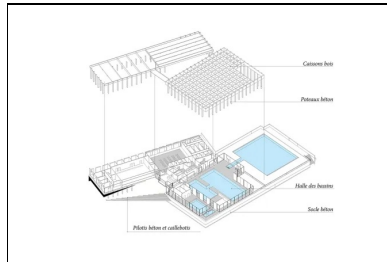 Caissons bois
Poteaux béton
Halle des bassins
Socle béton
Pilotis béton et caillebotis